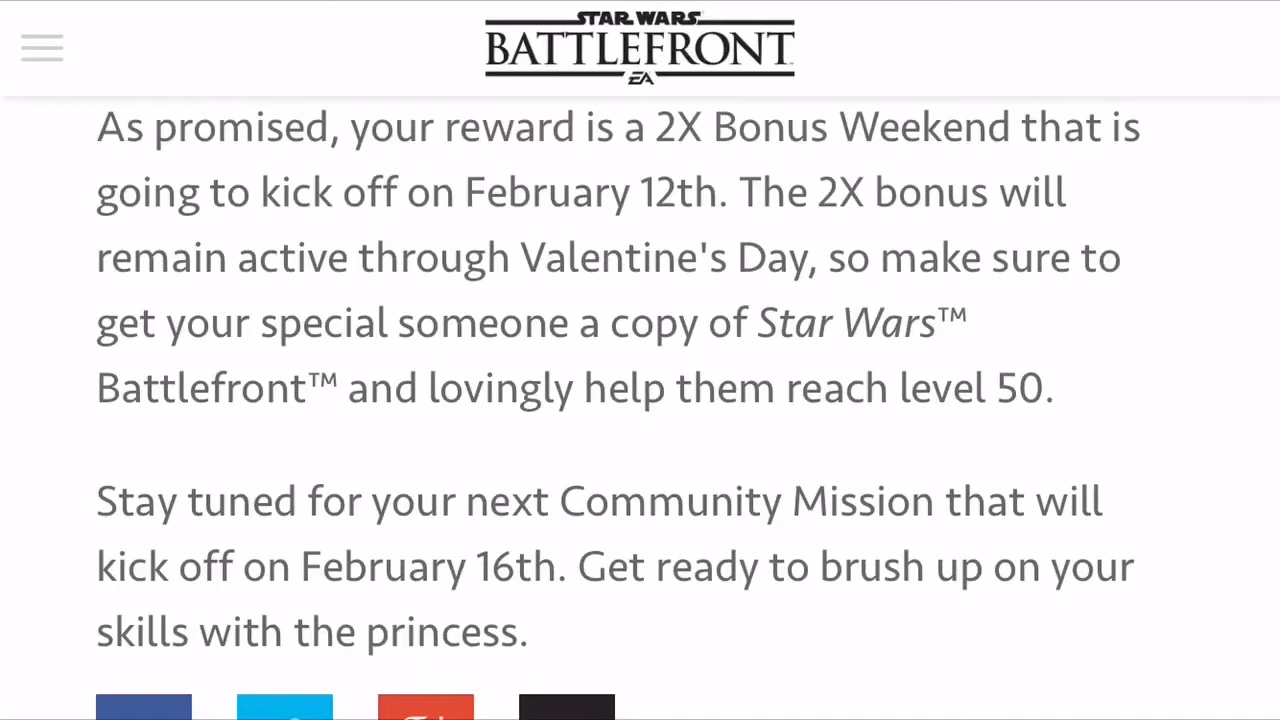 STAR WARS
BATTLEFRONT
EA
As promised, your reward is a 2X Bonus Weekend that is
going to kick off on February 12th. The 2X bonus will
remain active through Valentine's Day, so make sure to
get your special someone a copy of Star Wars™
Battlefront™ and lovingly help them reach level 50.
Stay tuned for your next Community Mission that will
kick off on February 16th. Get ready to brush up on your
skills with the princess.